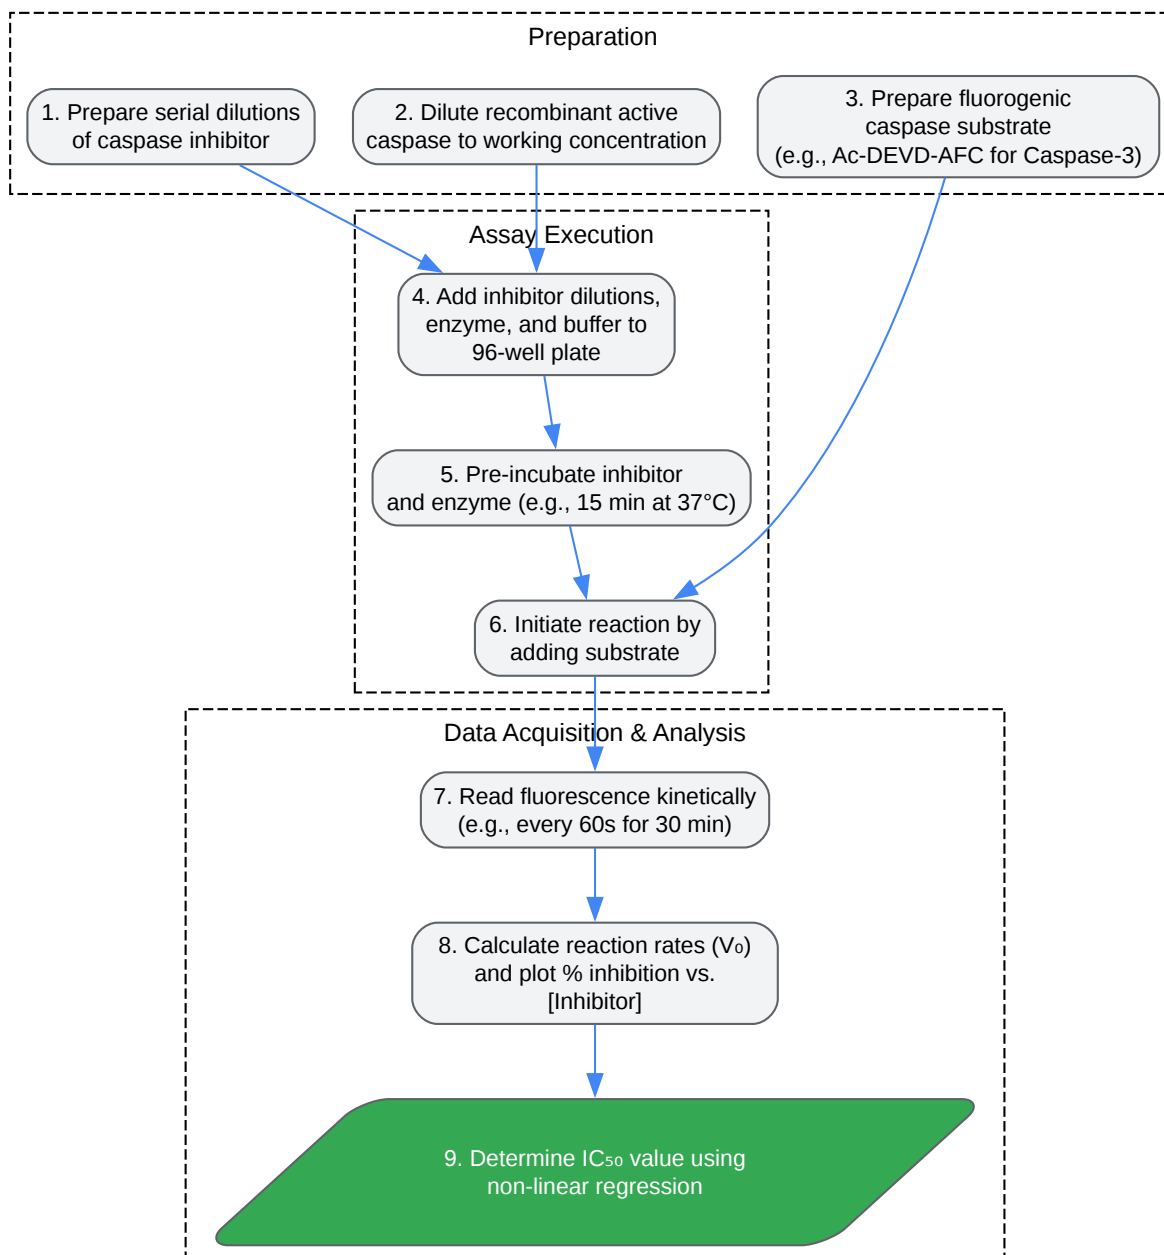 Preparation
1. Prepare serial dilutions
of caspase inhibitor
2. Dilute recombinant active
caspase to working concentration
3. Prepare fluorogenic
caspase substrate
(e.g., Ac-DEVD-AFC for Caspase-3)
Assay Execution
4. Add inhibitor dilutions,
enzyme, and buffer to
96-well plate
5. Pre-incubate inhibitor
and enzyme (e.g., 15 min at 37°C)
6. Initiate reaction by
adding substrate
Data Acquisition & Analysis
7. Read fluorescence kinetically
(e.g., every 60s for 30 min)
8. Calculate reaction rates (V₀)
and plot % inhibition vs.
[Inhibitor]
9. Determine IC₅₀ value using
non-linear regression